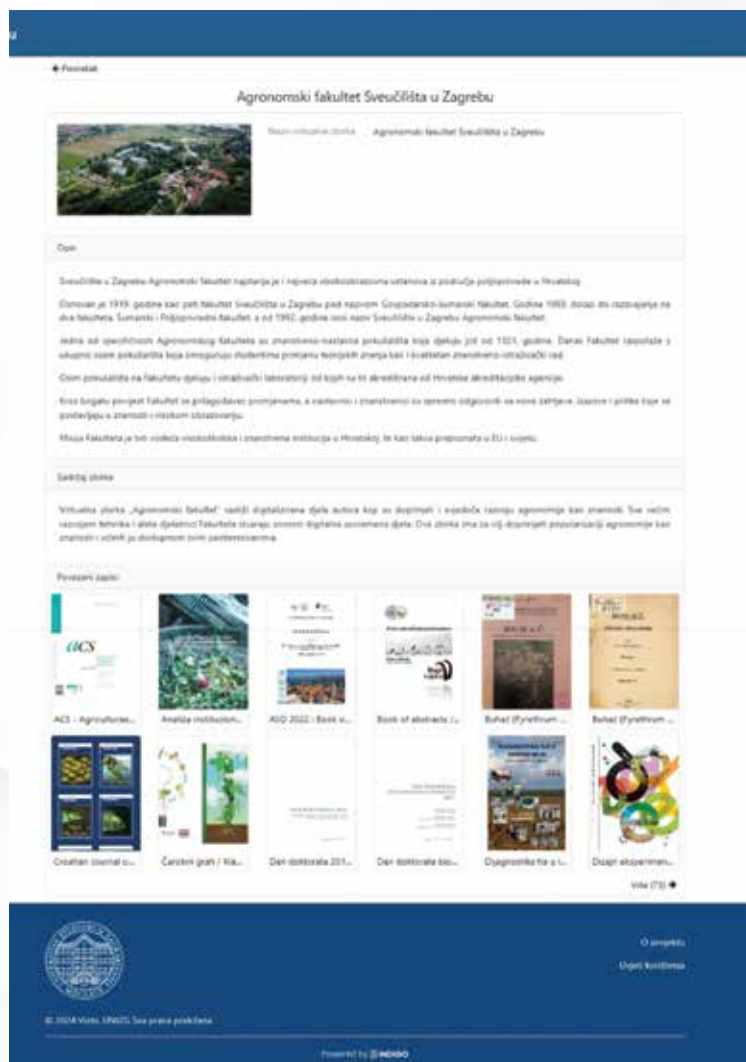 u
Povratak
Agronomski fakultet Sveučilišta u Zagrebu
Naziv virtualne zbirke Agronomski fakultet Sveučilišta u Zagrebu
Opis
Sveučilište u Zagrebu Agronomski fakultet najstarija je i najveća visokoobrazovna ustanova iz područja poljoprivrede u Hrvatskoj.
Osnovan je 1919. godine kao peti fakultet Sveučilišta u Zagrebu pod nazivom Gospodarsko-šumarski fakultet. Godine 1959. dolazi do razdvajanja na
dva fakulteta, Šumarski i Poljoprivredni fakultet, a od 1992. godine nosi naziv Sveučilište u Zagrebu Agronomski fakultet.
Jedna od specifičnosti Agronomskog fakulteta su znanstveno-nastavna pokušališta koja djeluju još od 1921. godine. Danas Fakultet raspolaže s
ukupno osam pokušališta koja omogućuju studentima primjenu teorijskih znanja kao i kvalitetan znanstveno-istraživački rad.
Osim pokušališta na Fakultetu djeluju i istraživački laboratoriji od kojih su tri akreditirana od Hrvatske akreditacijske agencije.
Kroz bogatu povijest Fakultet se prilagođavao promjenama, a nastavnici i znanstvenici su spremni odgovoriti na nove zahtjeve, izazove i prilike koje se
postavljaju u znanosti i visokom obrazovanju.
Misija Fakulteta je biti vodeća visokoškolska i znanstvena institucija u Hrvatskoj, te kao takva prepoznata u EU i svijetu.
Sadržaj zbirke
Virtualna zbirka „Agronomski fakultet" sadrži digitalizirana djela autora koji su doprinijeli i svjedoče razvoju agronomije kao znanosti. Sve većim
razvojem tehnike i alata djelatnici Fakulteta stvaraju izvorno digitalna suvremena djela. Ova zbirka ima za cilj doprinijeti popularizaciji agronomije kao
znanosti i učiniti ju dostupnom svim zainteresiranima.
Povezani zapisi
ACS
ACS - Agriculturae...
Analiza institucion...
ASD 2022 : Book o...
Book of abstracts /...
Buhač (Pyrethrum ...
Buhač (Pyrethrum ...
Croatian Journal o...
Čarobni grah / Kla...
Dan doktorata 201...
Dan doktorata bio...
Dijagnostika tla u i...
Dizajn eksperimen...
Više (73)
O projektu
Uvjeti korištenja
© 2024 Vizbi, UNIZG. Sva prava pridržana
Powered by INDIGO